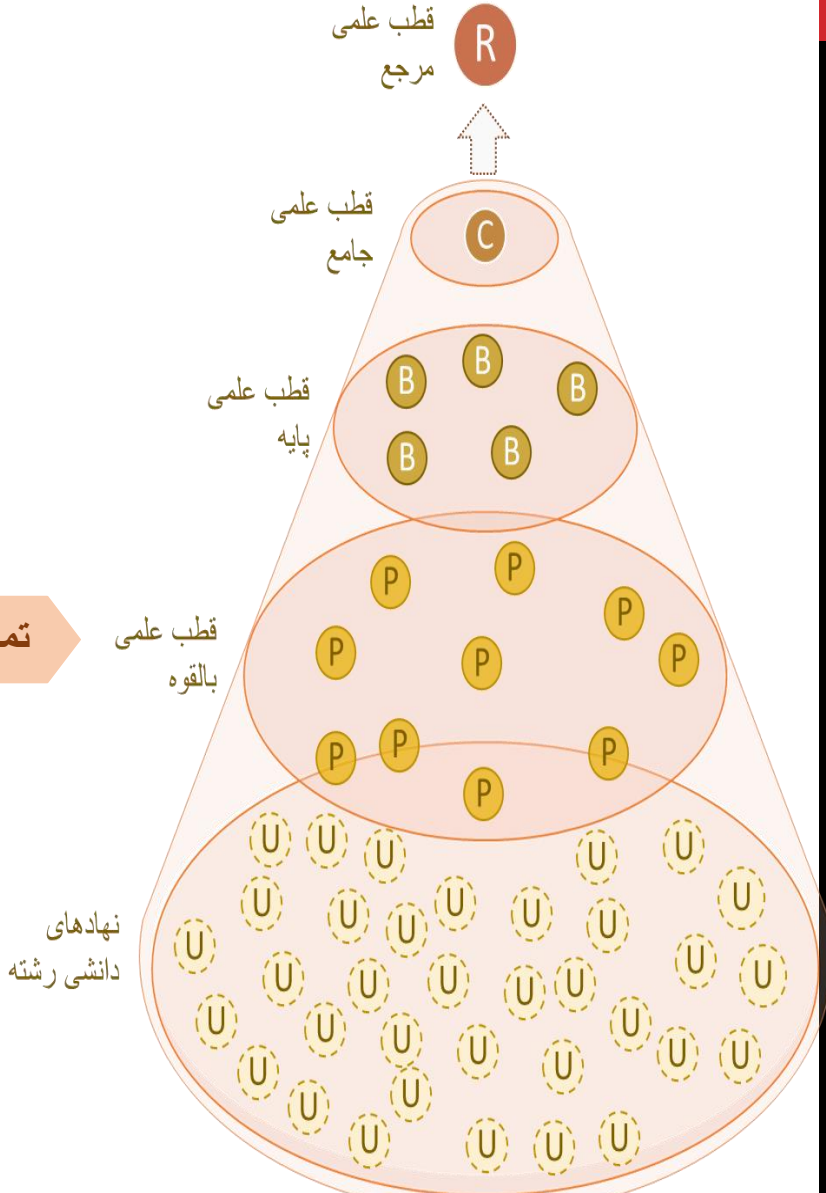 قطب علمی
مرجع
R
قطب علمی
جامع
C
قطب علمی
پایه
B B B
B B
قطب علمی
بالقوه
P P
P
P P P
P P P
P
نهادهای
دانشی رشته
U U U U U
U U U U U U U
U U U
U U U U U
U U U U U U U
U U U
U U
U U U U